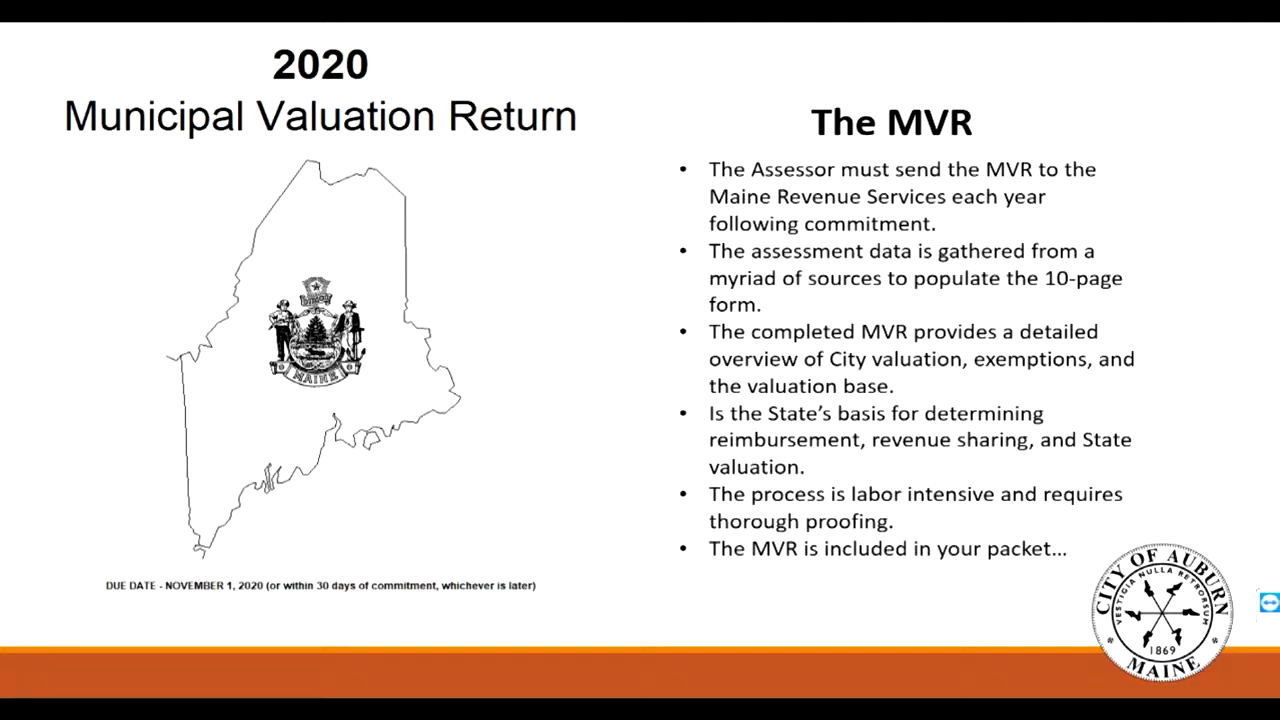 2020
Municipal Valuation Return
MAINE
DUE DATE - NOVEMBER 1, 2020 (or within 30 days of commitment, whichever is later)
The MVR
• The Assessor must send the MVR to the
Maine Revenue Services each year
following commitment.
• The assessment data is gathered from a
myriad of sources to populate the 10-page
form.
• The completed MVR provides a detailed
overview of City valuation, exemptions, and
the valuation base.
• Is the State’s basis for determining
reimbursement, revenue sharing, and State
valuation.
• The process is labor intensive and requires
thorough proofing.
• The MVR is included in your packet...
CITY OF AUBURN
VESTIGIA NULLA RETRORSUM
1869
MAINE